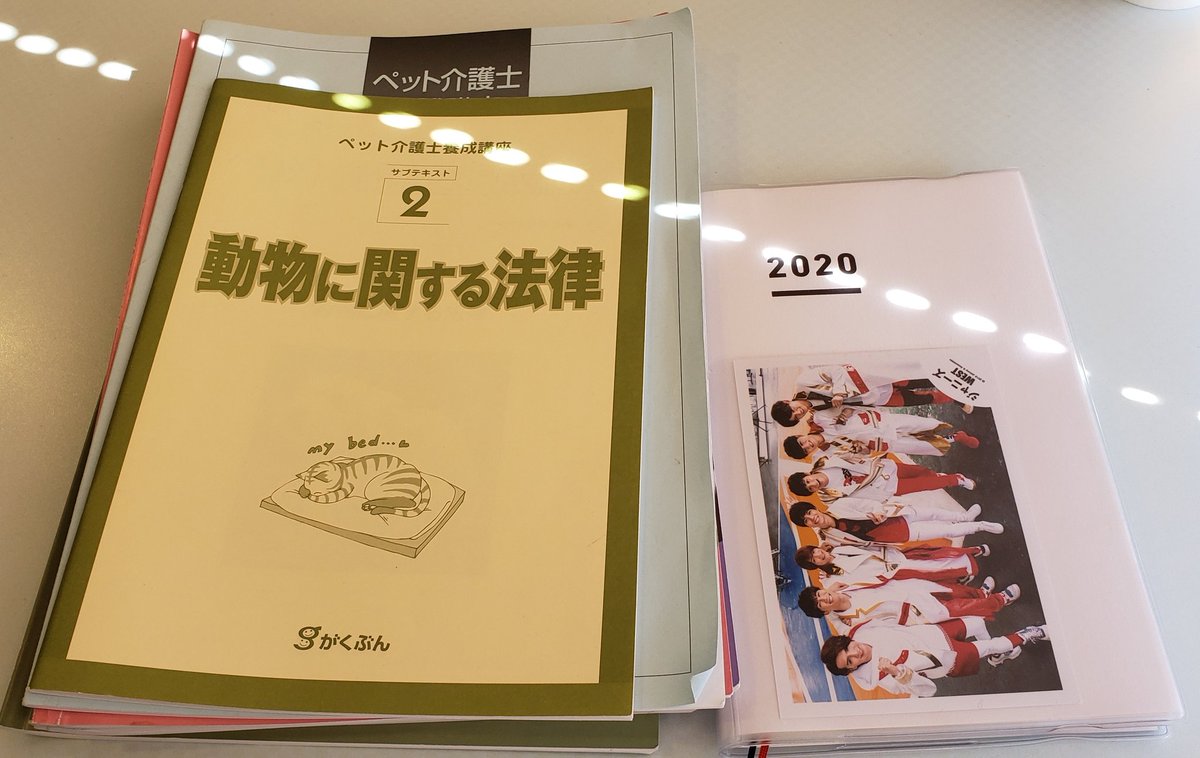 ペット介護士
ペット介護士養成講座
サブテキスト
2
動物に関する法律
my bed...
がくぶん
2020
ジャニーズ
WEST